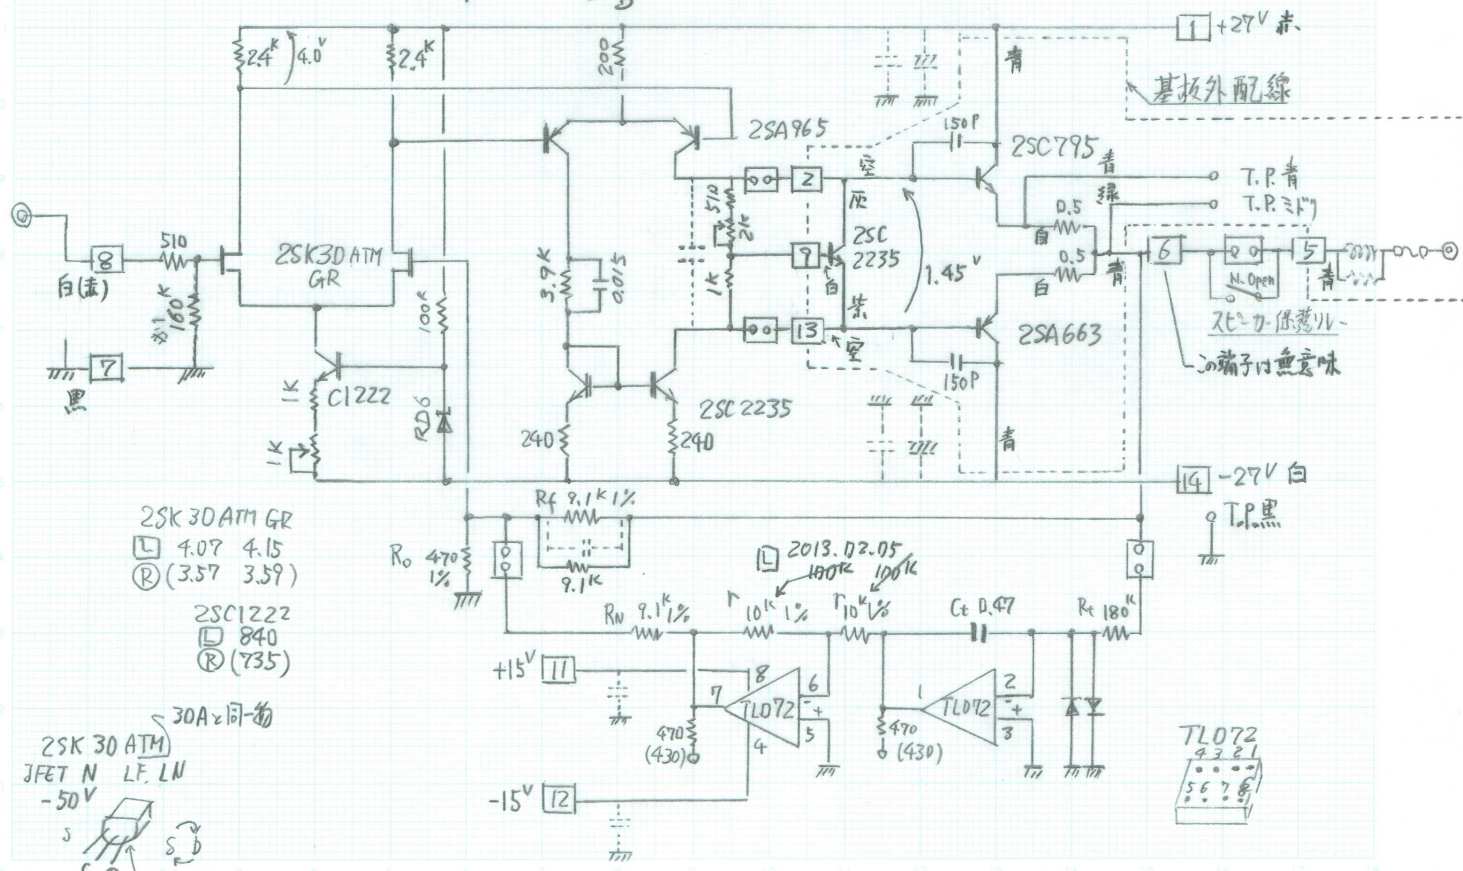 1 +27V 赤
2.4K 4.0V
2.4K
200
青
基板外配線
2SA965
150P
2SC795
青
緑
T.P.青
T.P.ミドリ
2
空
灰
510
2K
0.5
白
510
8
白(赤)
160K
2SK30ATM
GR
3.9K
0.015
1K
9
2SC
2235
白
1.45V
0.5
白
青
6
N.Open
5
青
スピーカー保護リレー
この端子は無意味
100K
紫
13
空
2SA663
150P
7
黒
1K
C1222
RD6
1K
240
240
2SC2235
青
14 -27V 白
T.P.黒
2SK30ATM GR
L 4.07 4.15
R (3.57 3.59)
2SC1222
L 840
R (735)
Rf 9.1K 1%
9.1K
Ro 470
1%
L 2013.02.05
100K 100K
RN 9.1K 1%
r 10K 1%
r 10K 1%
Ct 0.47
Rt 180K
+15V 11
8
7
6
TL072
- +
5
4
470
(430)
1
2
TL072
- +
3
470
(430)
-15V 12
30Aと同一物
2SK30ATM
JFET N LF. LN
-50V
S
S D
TL072
4 3 2 1
5 6 7 8